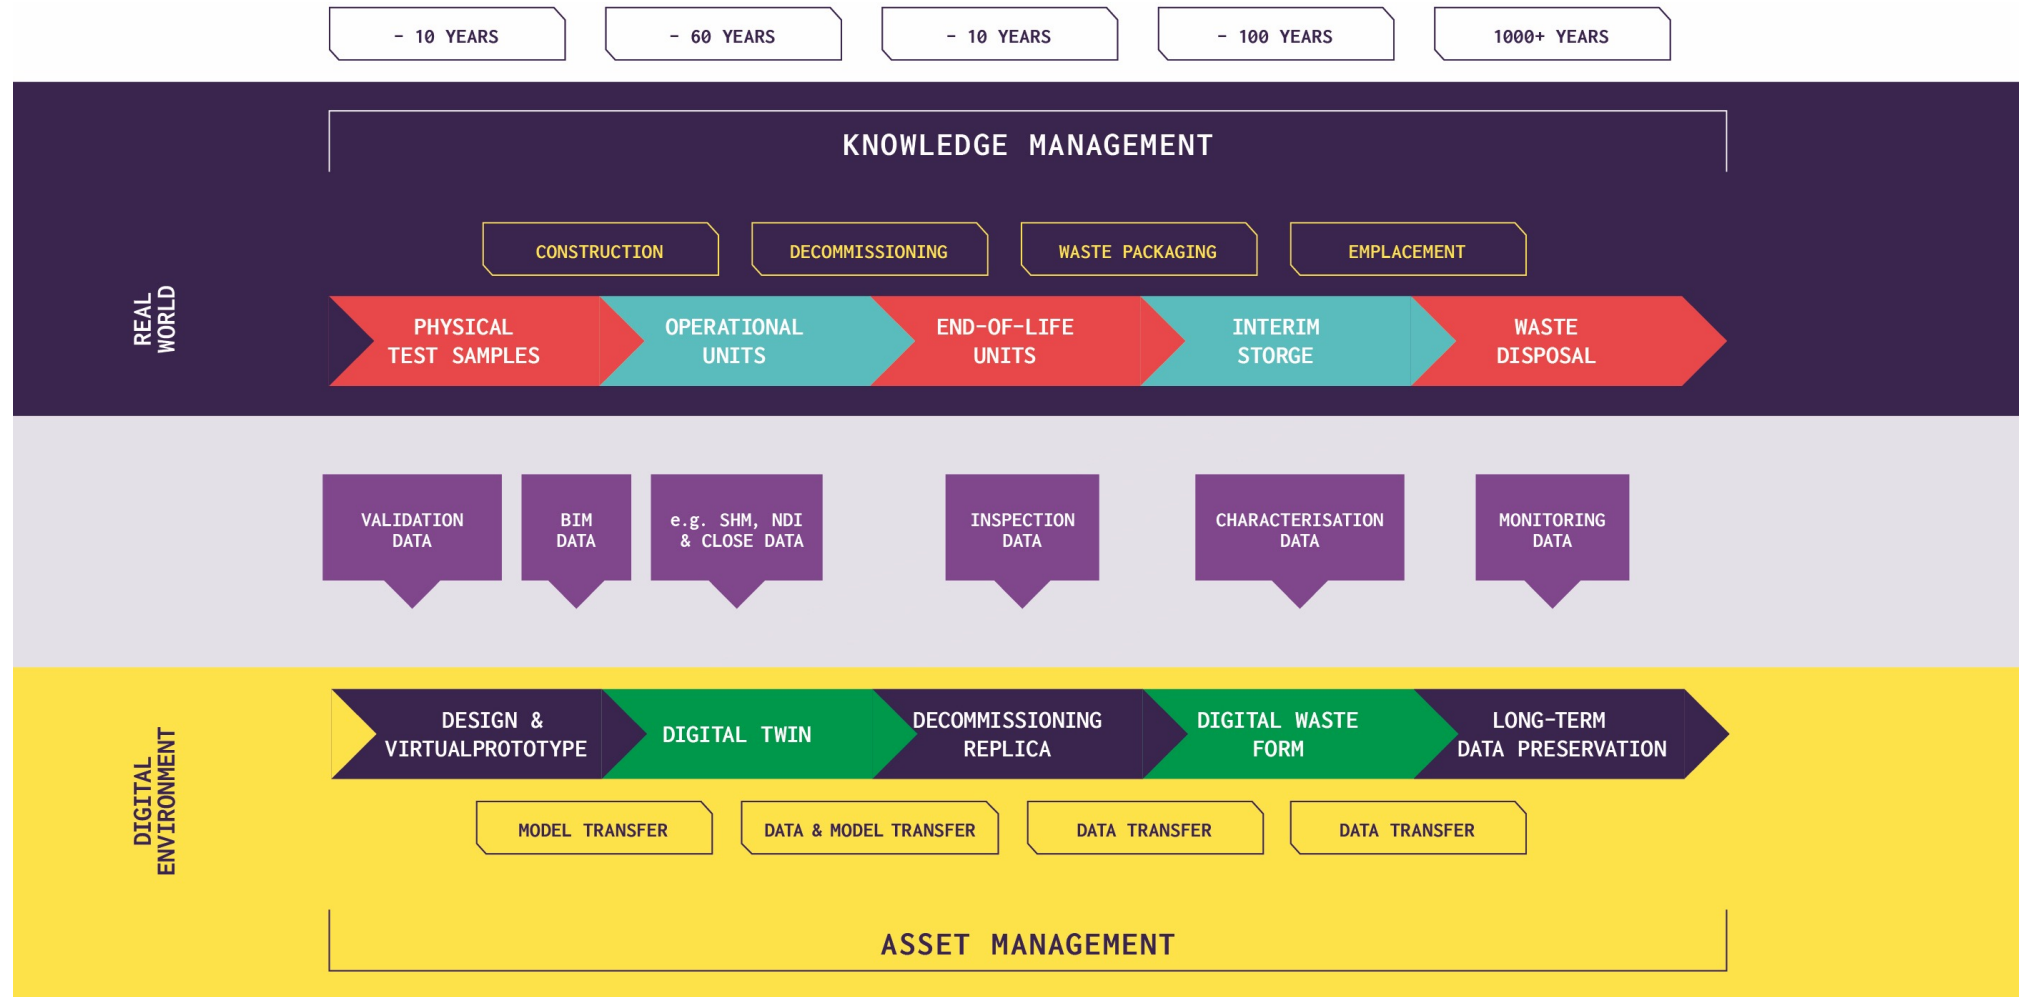 - 10 YEARS
- 60 YEARS
- 10 YEARS
- 100 YEARS
1000+ YEARS
KNOWLEDGE MANAGEMENT
CONSTRUCTION
DECOMMISSIONING
WASTE PACKAGING
EMPLACEMENT
REAL
WORLD
PHYSICAL
TEST SAMPLES
OPERATIONAL
UNITS
END-OF-LIFE
UNITS
INTERIM
STORGE
WASTE
DISPOSAL
VALIDATION
DATA
BIM
DATA
e.g. SHM, NDI
& CLOSE DATA
INSPECTION
DATA
CHARACTERISATION
DATA
MONITORING
DATA
DIGITAL
ENVIRONMENT
DESIGN &
VIRTUALPROTOTYPE
DIGITAL TWIN
DECOMMISSIONING
REPLICA
DIGITAL WASTE
FORM
LONG-TERM
DATA PRESERVATION
MODEL TRANSFER
DATA & MODEL TRANSFER
DATA TRANSFER
DATA TRANSFER
ASSET MANAGEMENT